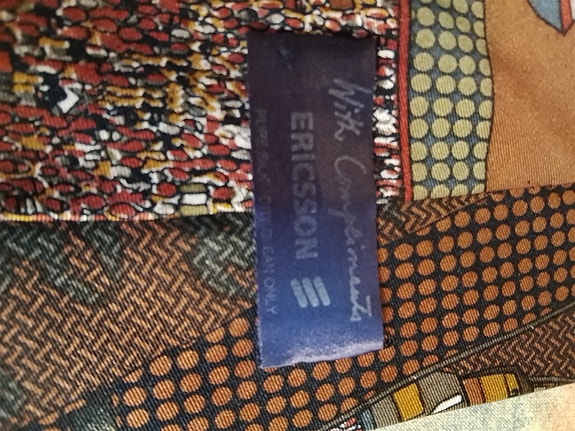 With Compliments
ERICSSON
PURE SILK DRY CLEAN ONLY